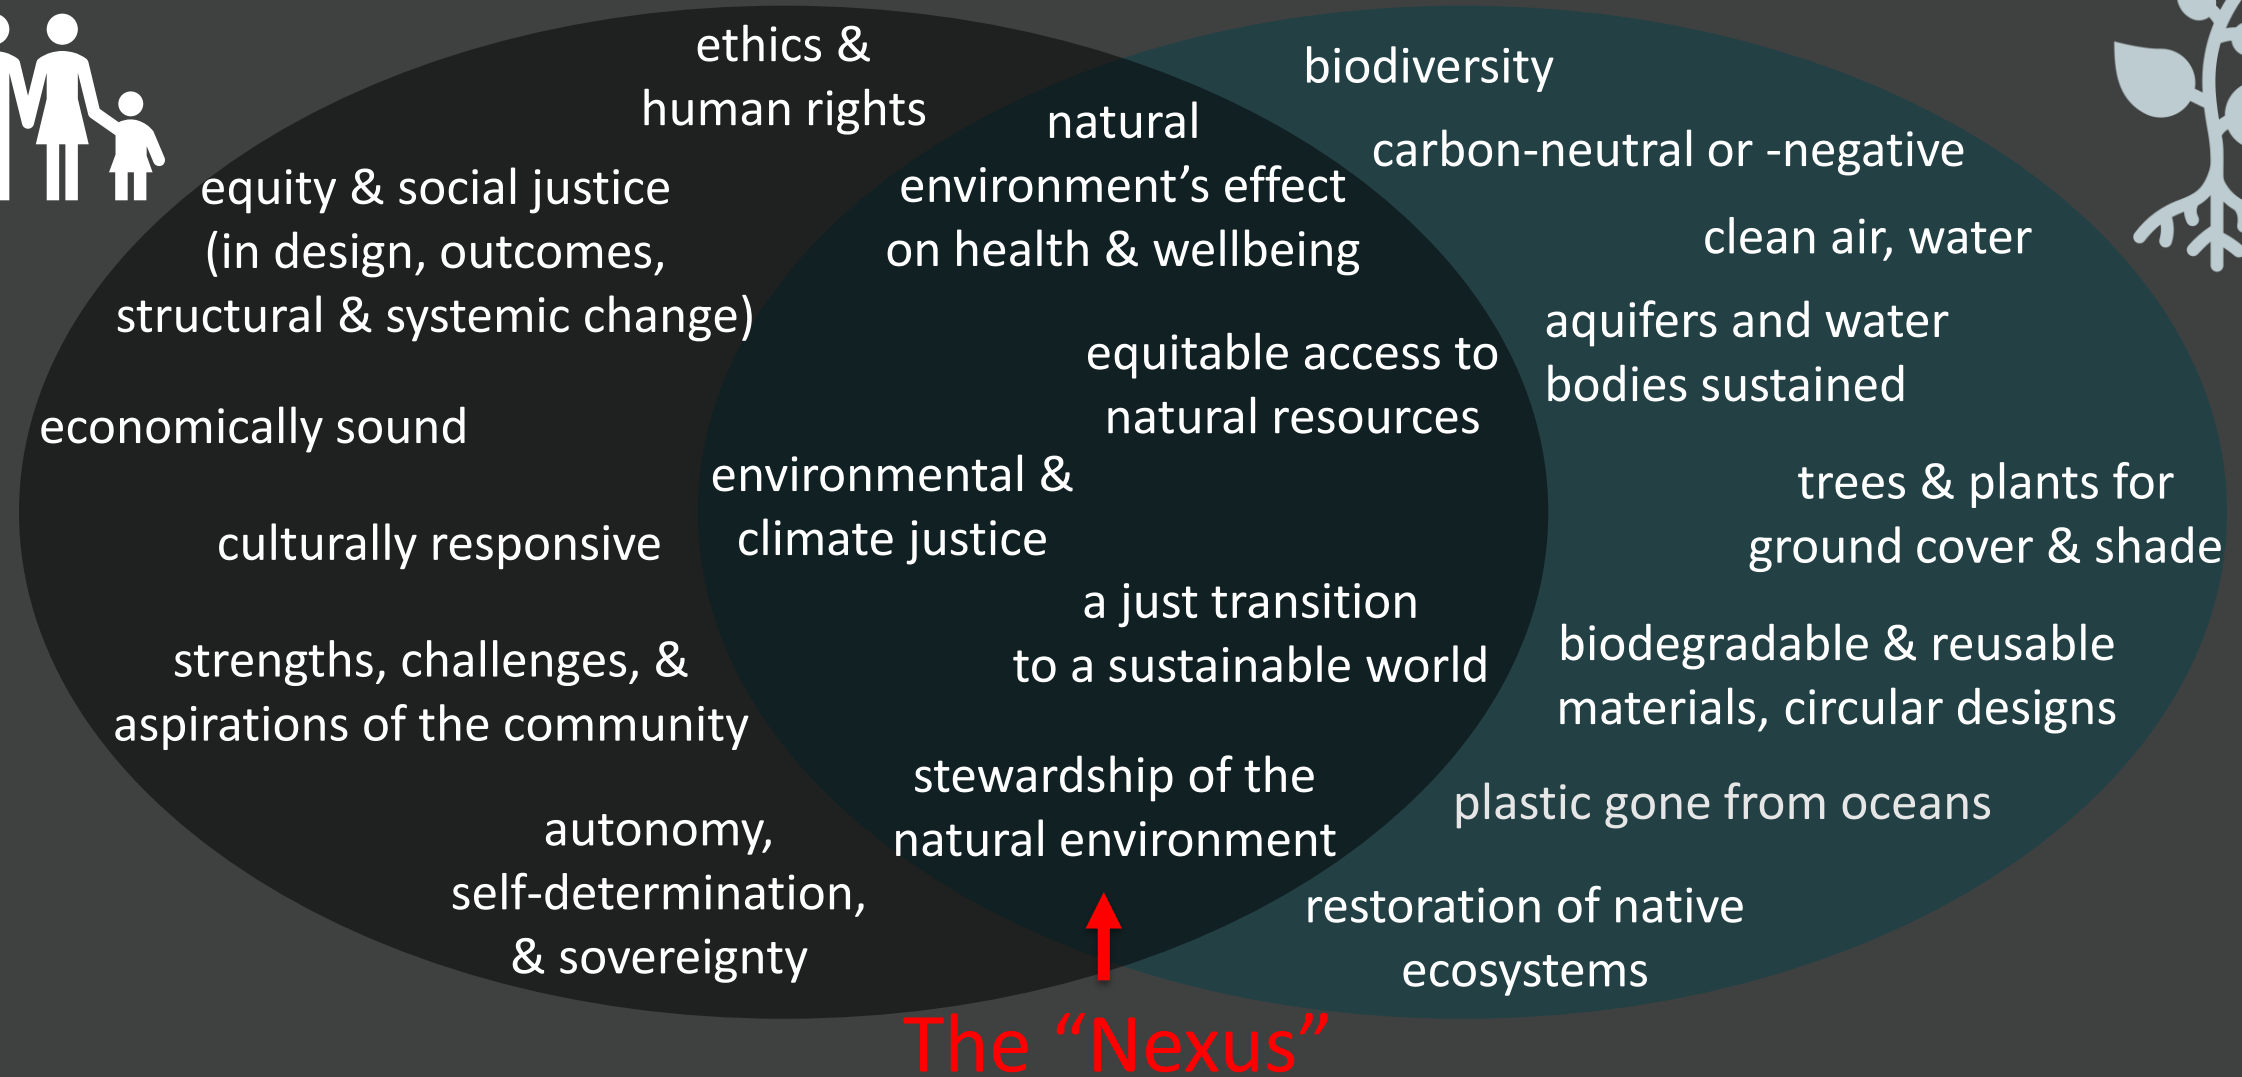 ethics &
human rights
equity & social justice
(in design, outcomes,
structural & systemic change)
economically sound
culturally responsive
strengths, challenges, &
aspirations of the community
autonomy,
self-determination,
& sovereignty
natural
environment’s effect
on health & wellbeing
equitable access to
natural resources
environmental &
climate justice
a just transition
to a sustainable world
stewardship of the
natural environment
The “Nexus”
biodiversity
carbon-neutral or -negative
clean air, water
aquifers and water
bodies sustained
trees & plants for
ground cover & shade
biodegradable & reusable
materials, circular designs
plastic gone from oceans
restoration of native
ecosystems